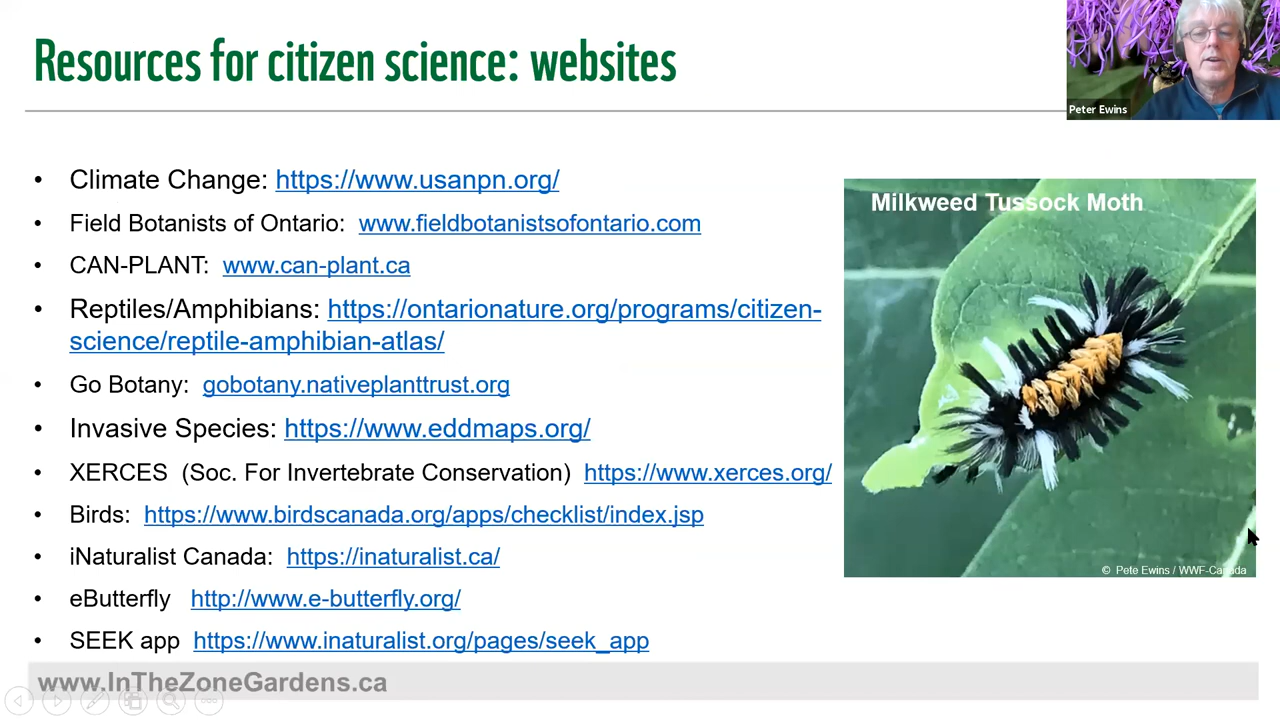 Resources for citizen science: websites
Peter Ewins
• Climate Change: https://www.usanpn.org/
• Field Botanists of Ontario: www.fieldbotanistsofontario.com
• CAN-PLANT: www.can-plant.ca
• Reptiles/Amphibians: https://ontarionature.org/programs/citizen-
science/reptile-amphibian-atlas/
• Go Botany: gobotany.nativeplanttrust.org
• Invasive Species: https://www.eddmaps.org/
• XERCES (Soc. For Invertebrate Conservation) https://www.xerces.org/
• Birds: https://www.birdscanada.org/apps/checklist/index.jsp
• iNaturalist Canada: https://inaturalist.ca/
• eButterfly http://www.e-butterfly.org/
• SEEK app https://www.inaturalist.org/pages/seek_app
Milkweed Tussock Moth
© Pete Ewins / WWF-Canada
www.InTheZoneGardens.ca